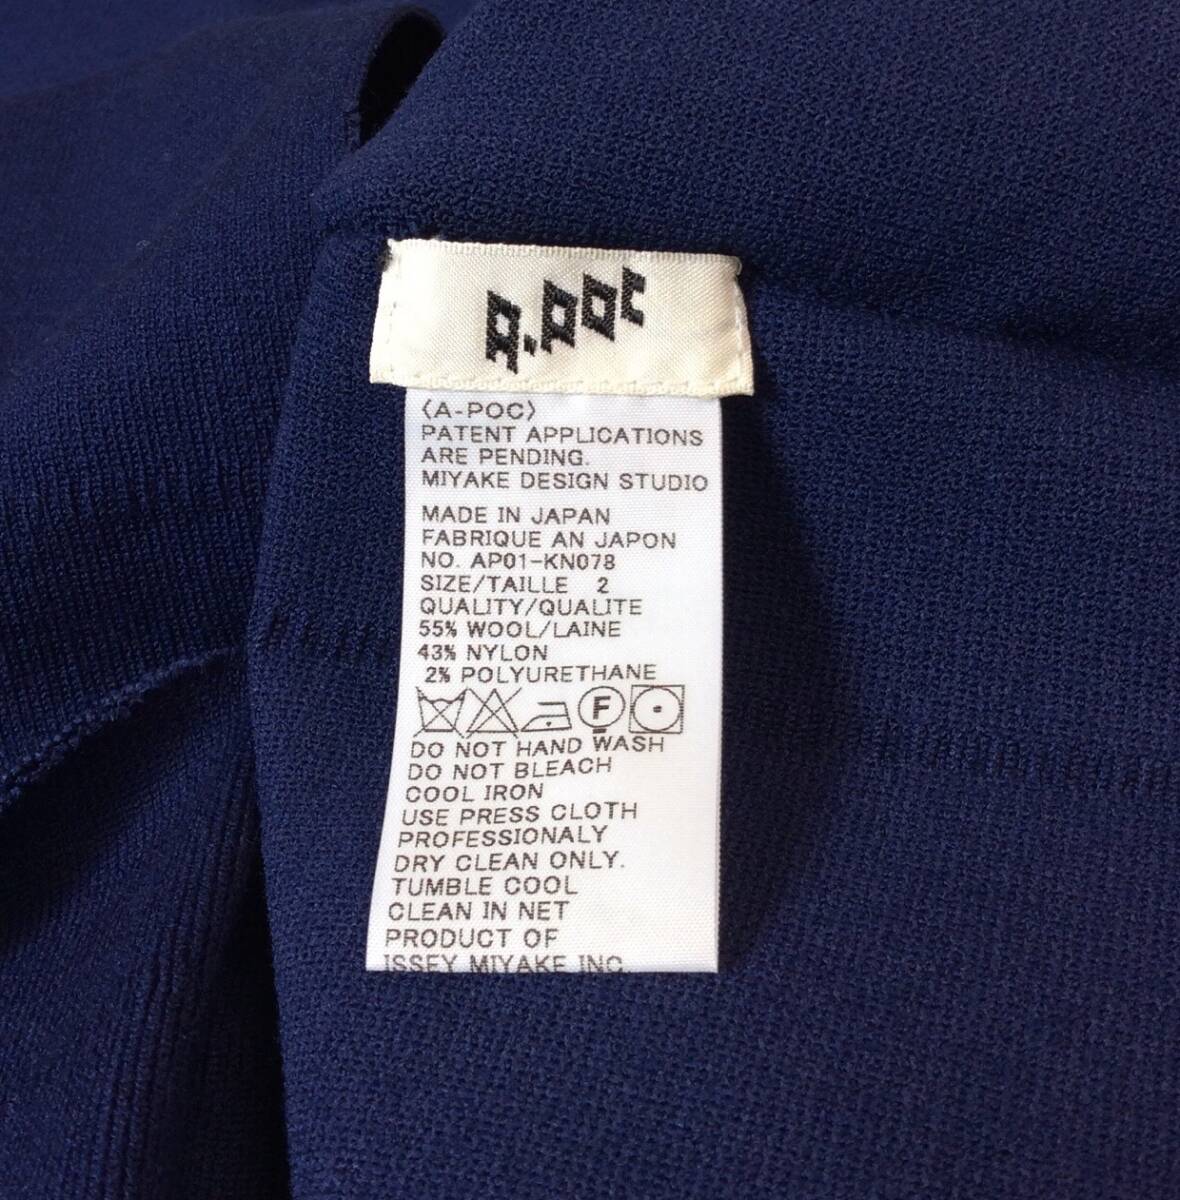 A-POC
〈A-POC〉
PATENT APPLICATIONS
ARE PENDING.
MIYAKE DESIGN STUDIO
MADE IN JAPAN
FABRIQUE AN JAPON
NO. AP01-KN078
SIZE/TAILLE 2
QUALITY/QUALITE
55% WOOL/LAINE
43% NYLON
2% POLYURETHANE
F
DO NOT HAND WASH
DO NOT BLEACH
COOL IRON
USE PRESS CLOTH
PROFESSIONALY
DRY CLEAN ONLY.
TUMBLE COOL
CLEAN IN NET
PRODUCT OF
ISSEY MIYAKE INC.